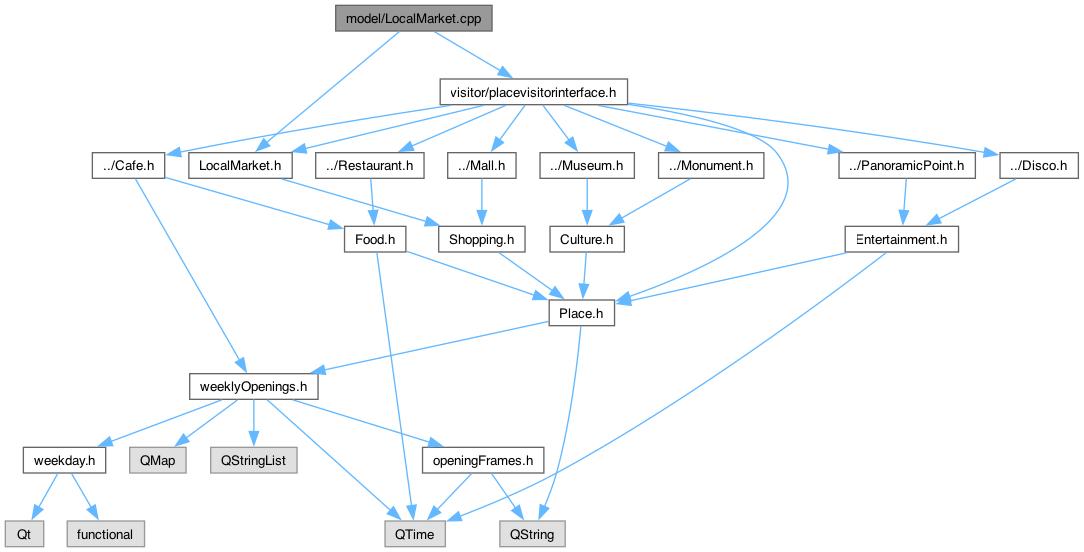 model/LocalMarket.cpp
visitor/placevisitorinterface.h
../Cafe.h
LocalMarket.h
../Restaurant.h
../Mall.h
../Museum.h
../Monument.h
../PanoramicPoint.h
../Disco.h
Food.h
Shopping.h
Culture.h
Entertainment.h
Place.h
weeklyOpenings.h
weekday.h
QMap
QStringList
openingFrames.h
Qt
functional
QTime
QString